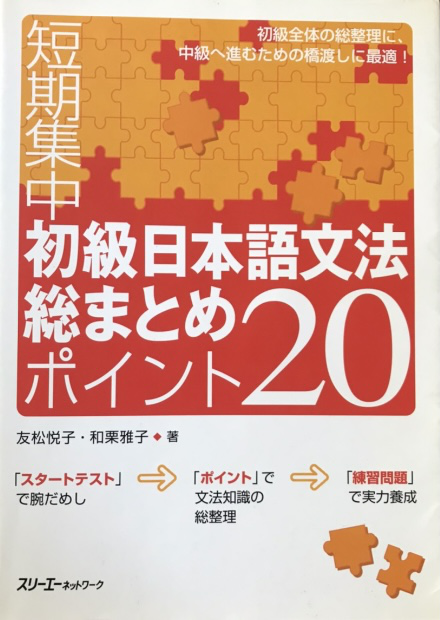 初級全体の総整理に、
中級へ進むための橋渡しに最適!
短期集中
初級日本語文法
総まとめ
ポイント20
友松悦子・和栗雅子◆著
「スタートテスト」
で腕だめし
「ポイント」で
文法知識の
総整理
「練習問題」
で実力養成
スリーエーネットワーク